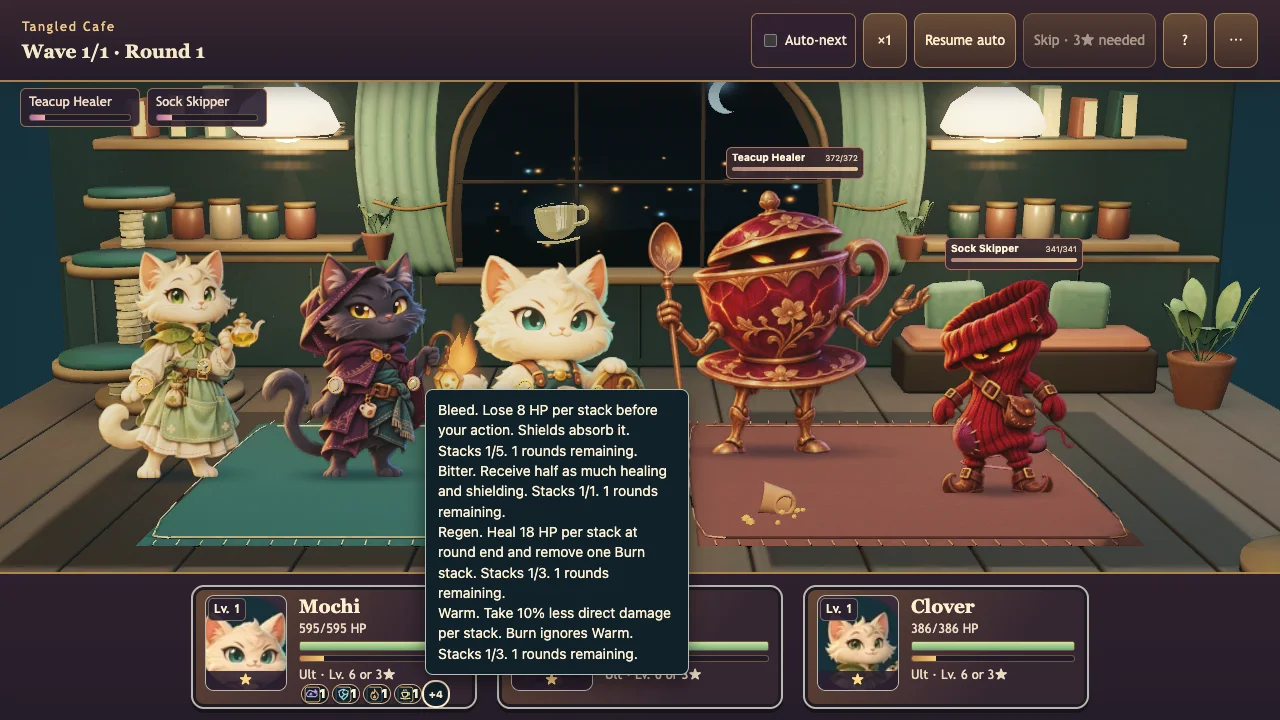 Tangled Cafe
Wave 1/1 · Round 1
Auto-next
×1
Resume auto
Skip · 3★ needed
?
···
Teacup Healer
Sock Skipper
Teacup Healer 372/372
Sock Skipper 341/341
Bleed. Lose 8 HP per stack before
your action. Shields absorb it.
Stacks 1/5. 1 rounds remaining.
Bitter. Receive half as much healing
and shielding. Stacks 1/1. 1 rounds
remaining.
Regen. Heal 18 HP per stack at
round end and remove one Burn
stack. Stacks 1/3. 1 rounds
remaining.
Warm. Take 10% less direct damage
per stack. Burn ignores Warm.
Stacks 1/3. 1 rounds remaining.
Lv. 1
Mochi
595/595 HP
Ult · Lv. 6 or 3★
1
1
1
1
+4
Lv. 1
Clover
386/386 HP
Ult · Lv. 6 or 3★